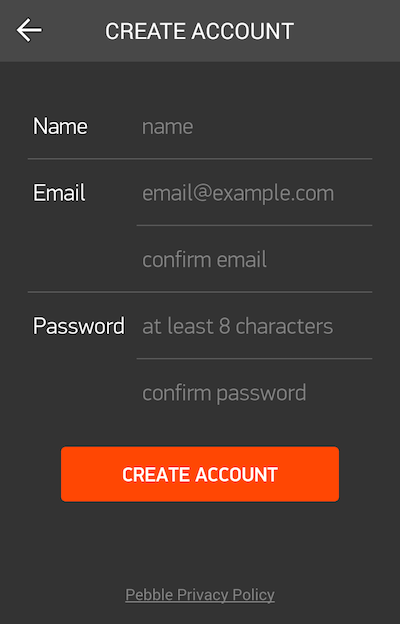 CREATE ACCOUNT
Name name
Email email@example.com
confirm email
Password at least 8 characters
confirm password
CREATE ACCOUNT
Pebble Privacy Policy